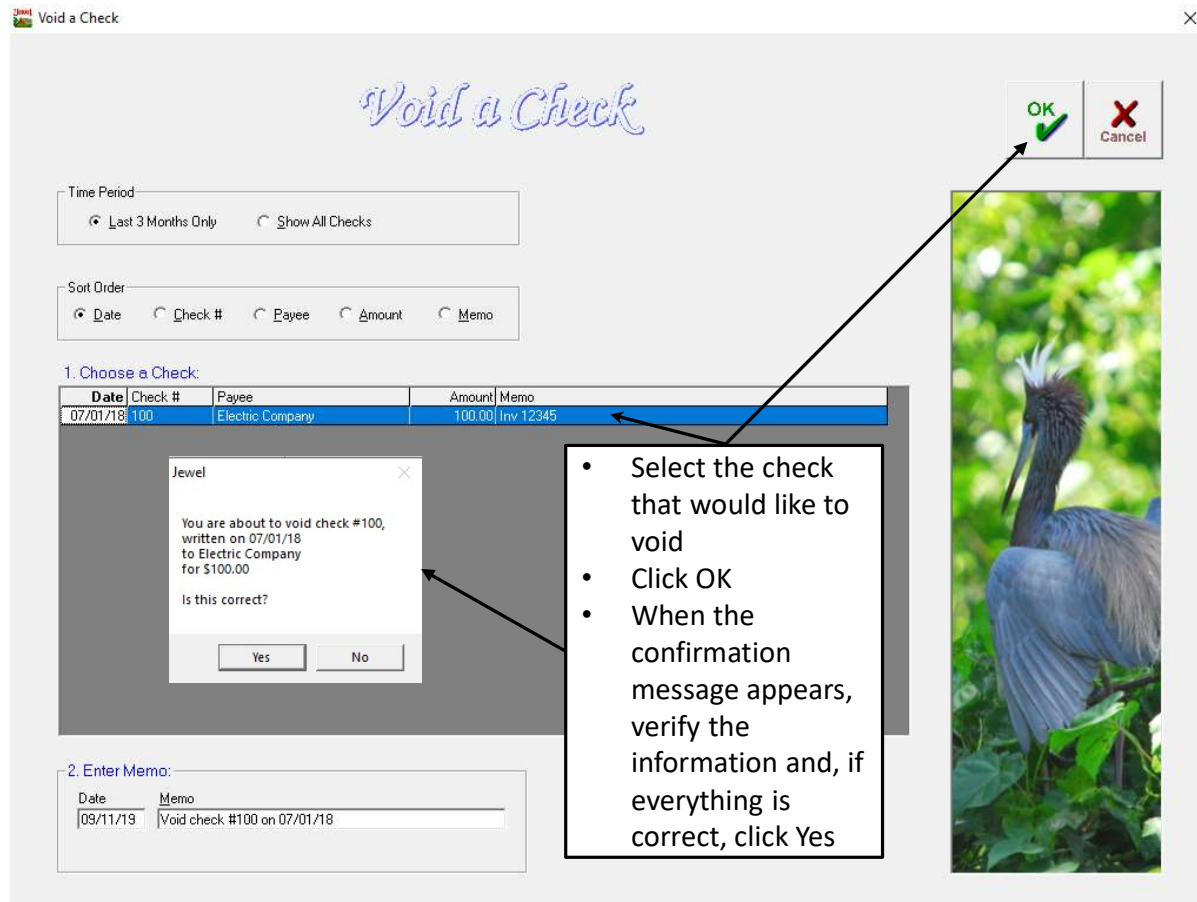 Void a Check
Void a Check
OK
Cancel
Time Period
Last 3 Months Only Show All Checks
Sort Order
Date Check # Payee Amount Memo
1. Choose a Check:
Date Check # Payee Amount Memo
07/01/18 100 Electric Company 100.00 Inv 12345
Jewel
You are about to void check #100,
written on 07/01/18
to Electric Company
for $100.00
Is this correct?
Yes No
• Select the check
that would like to
void
• Click OK
• When the
confirmation
message appears,
verify the
information and, if
everything is
correct, click Yes
2. Enter Memo:
Date Memo
09/11/19 Void check #100 on 07/01/18